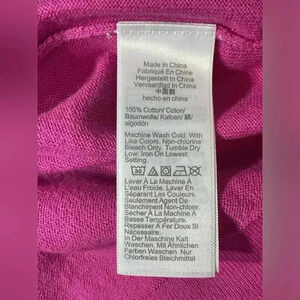 Made In China
Fabriqué En Chine
Hergestellt In China
Vervaardigd In China
中国製
hecho en china
100% Cotton/ Coton/
Baumwolle/ Katoen/ 綿/
algodón
Machine Wash Cold. With
Like Colors. Non-chlorine
Bleach Only. Tumble Dry
Low. Iron On Lowest
Setting.
Laver À La Machine À
L'eau Froide. Laver En
Séparant Les Couleurs.
Seulement Agent De
Blanchiment Non-chlore.
Sécher À La Machine À
Basse Température.
Repasser À Fer Doux Si
Nécessaire.
In Der Maschine Kalt
Waschen. Mit Ähnlichen
Farben Waschen. Nur
Chlorfreies Bleichmittel